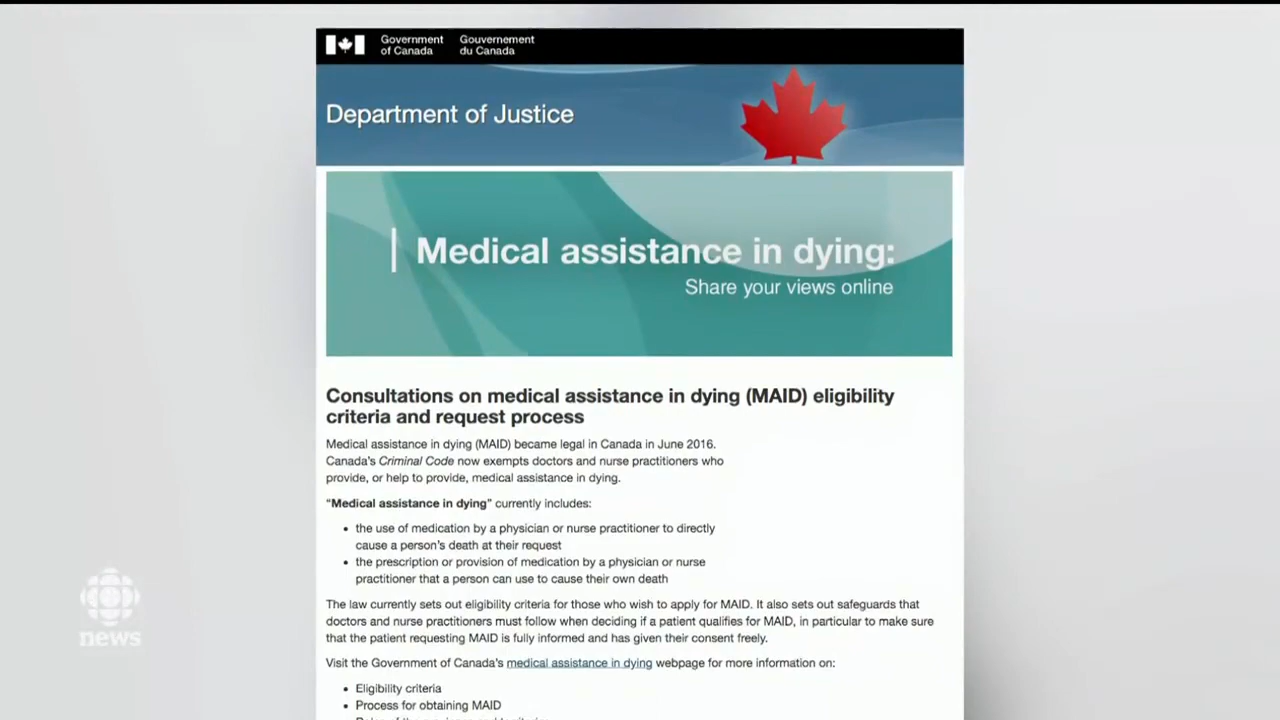 Government
of Canada
Gouvernement
du Canada
Department of Justice
Medical assistance in dying:
Share your views online
Consultations on medical assistance in dying (MAID) eligibility
criteria and request process
Medical assistance in dying (MAID) became legal in Canada in June 2016.
Canada's Criminal Code now exempts doctors and nurse practitioners who
provide, or help to provide, medical assistance in dying.
“Medical assistance in dying” currently includes:
• the use of medication by a physician or nurse practitioner to directly
cause a person's death at their request
• the prescription or provision of medication by a physician or nurse
practitioner that a person can use to cause their own death
The law currently sets out eligibility criteria for those who wish to apply for MAID. It also sets out safeguards that
doctors and nurse practitioners must follow when deciding if a patient qualifies for MAID, in particular to make sure
that the patient requesting MAID is fully informed and has given their consent freely.
Visit the Government of Canada's medical assistance in dying webpage for more information on:
• Eligibility criteria
• Process for obtaining MAID
news